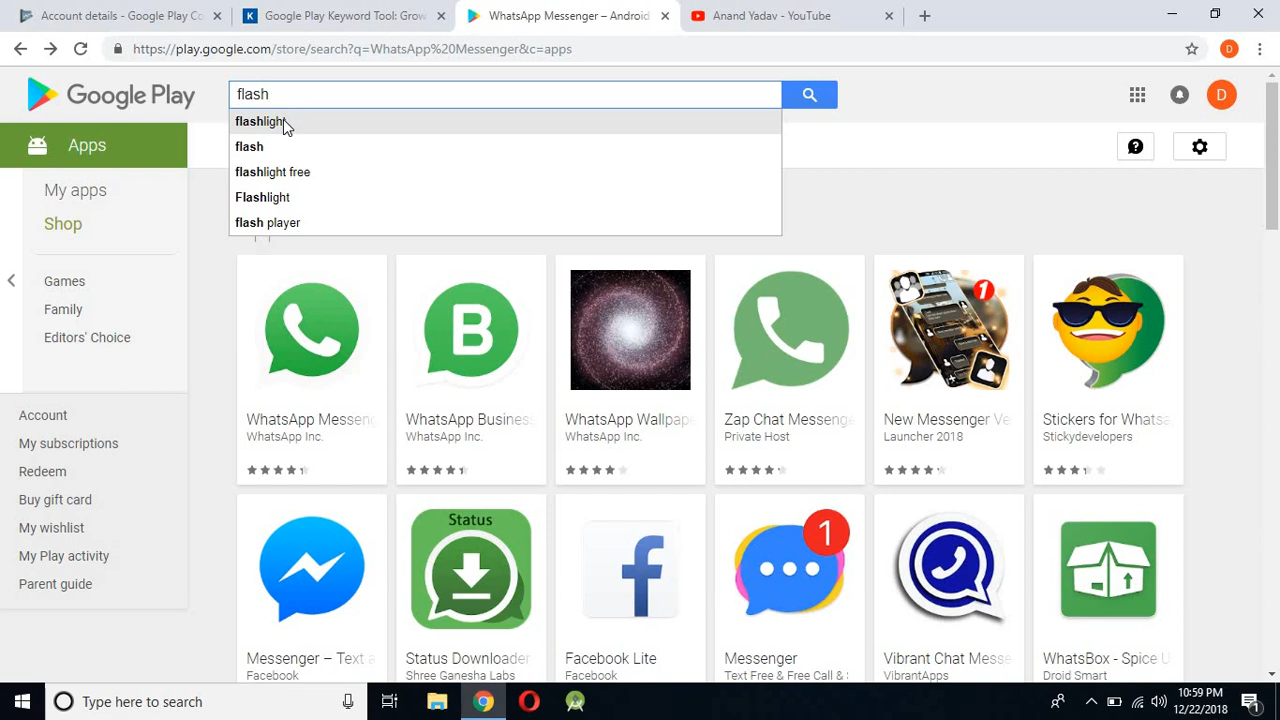 Account details - Google Play Co
Google Play Keyword Tool: Grow
WhatsApp Messenger – Android
Anand Yadav - YouTube
https://play.google.com/store/search?q=WhatsApp%20Messenger&c=apps
D
Google Play
flash
D
flashlight
flash
flashlight free
Flashlight
flash player
Apps
My apps
Shop
Games
Family
Editors' Choice
Account
My subscriptions
Redeem
Buy gift card
My wishlist
My Play activity
Parent guide
B
1
WhatsApp Messeng
WhatsApp Business
WhatsApp Wallpape
Zap Chat Messenge
New Messenger Ve
Stickers for Whatsa
WhatsApp Inc.
WhatsApp Inc.
WhatsApp Inc.
Private Host
Launcher 2018
Stickydevelopers
Status
f
1
Messenger – Text a
Status Downloader
Facebook Lite
Messenger
Vibrant Chat Messe
WhatsBox - Spice U
Facebook
Shree Ganesha Labs
Facebook
Text Free & Free Call &
VibrantApps
Droid Smart
Type here to search
10:59 PM
12/22/2018
1